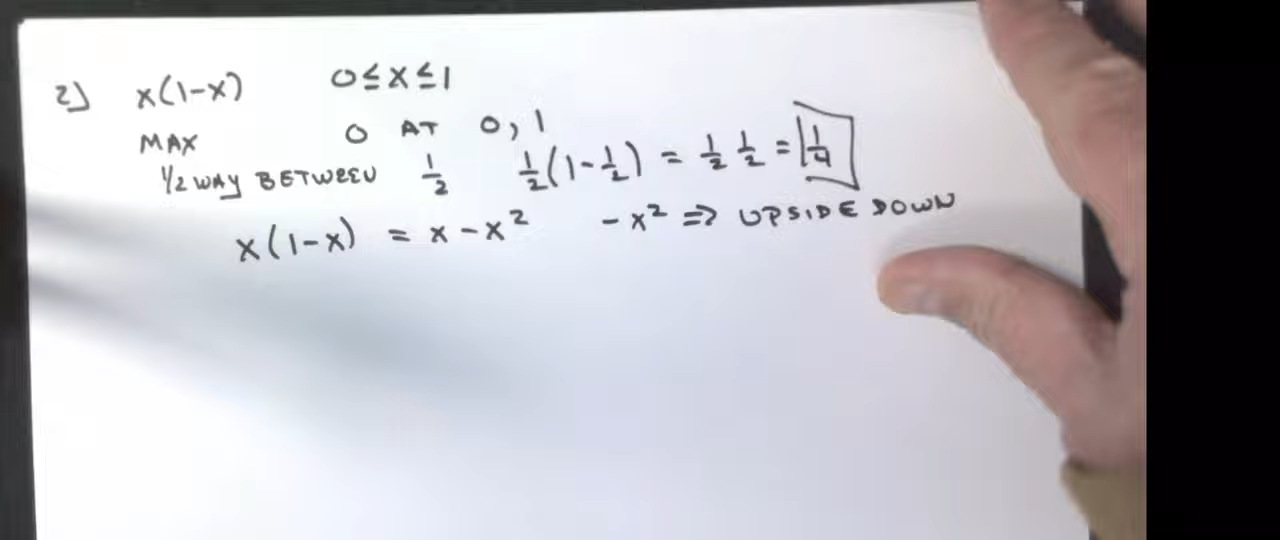 2) x(1-x) 0≤x≤1
MAX 0 AT 0, 1
1/2 WAY BETWEEN 1/2 1/2(1-1/2) = 1/2 1/2 = 1/4
x(1-x) = x-x² -x² => UPSIDE DOWN